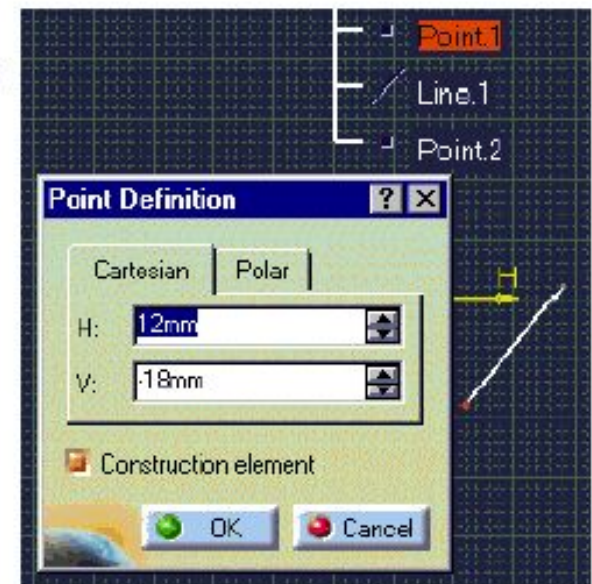 Point.1
Line.1
Point.2
Point Definition ? ×
Cartesian Polar
H: 12mm
V: -18mm
H
Construction element
OK Cancel